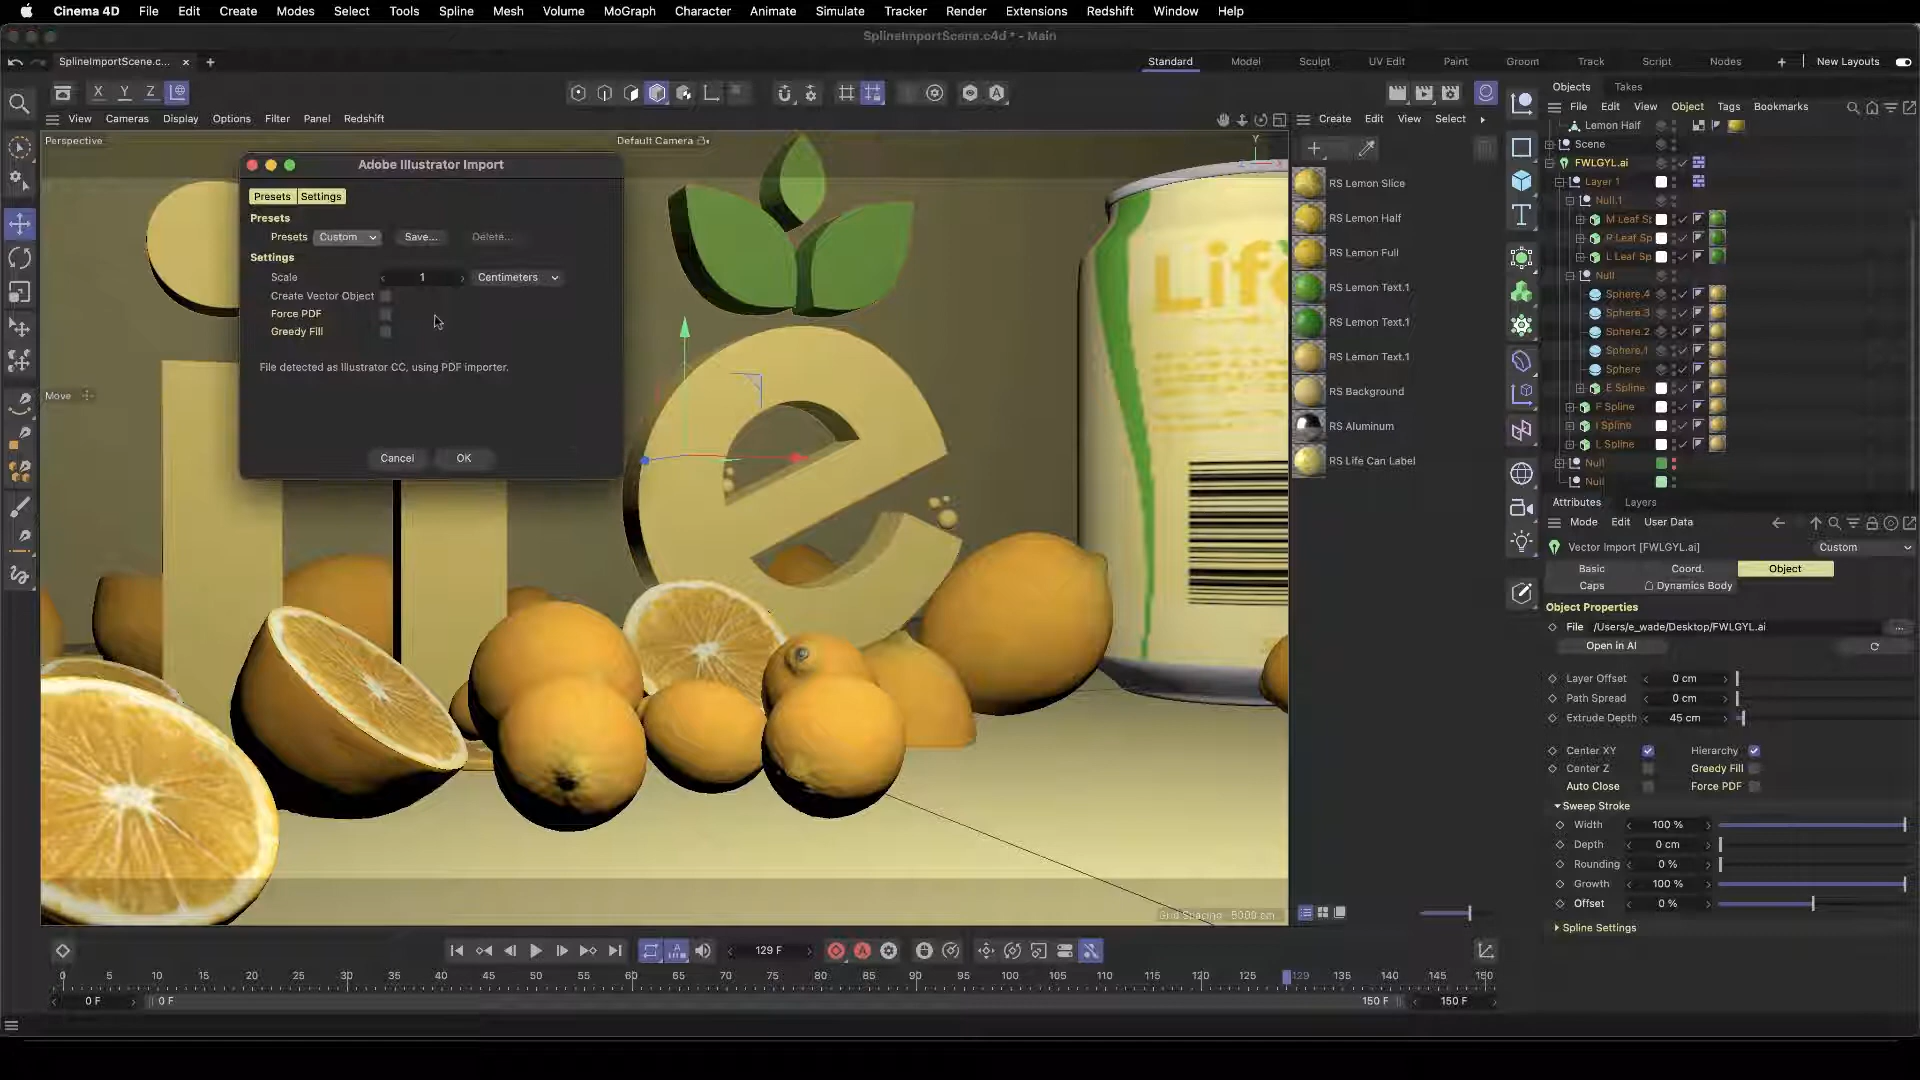 Cinema 4D File Edit Create Modes Select Tools Spline Mesh Volume MoGraph Character Animate Simulate Tracker Render Extensions Redshift Window Help
SplineImportScene.c4d * - Main
SplineImportScene.c...
Standard Model Sculpt UV Edit Paint Groom Track Script Nodes New Layouts
X Y Z
Objects Takes
View Cameras Display Options Filter Panel Redshift
Create Edit View Select
File Edit View Object Tags Bookmarks
Perspective
Default Camera
Y
Adobe Illustrator Import
Presets Settings
Presets
Presets Custom Save... Delete...
Settings
Scale 1 Centimeters
Create Vector Object
Force PDF
Greedy Fill
File detected as Illustrator CC, using PDF importer.
Cancel OK
Move
e
RS Lemon Slice
RS Lemon Half
RS Lemon Full
RS Lemon Text.1
RS Lemon Text.1
RS Lemon Text.1
RS Background
RS Aluminum
RS Life Can Label
Lemon Half
Scene
FWLGYL.ai
Layer 1
Null.1
M Leaf Sp
R Leaf Sp
L Leaf Sp
Null
Sphere.4
Sphere.3
Sphere.2
Sphere.1
Sphere
E Spline
F Spline
I Spline
L Spline
Null
Null
Attributes Layers
Mode Edit User Data
Vector Import [FWLGYL.ai] Custom
Basic Coord. Object
Caps Dynamics Body
Object Properties
File /Users/e_wade/Desktop/FWLGYL.ai ...
Open in AI
Layer Offset 0 cm
Path Spread 0 cm
Extrude Depth 45 cm
Center XY Hierarchy
Center Z Greedy Fill
Auto Close Force PDF
Sweep Stroke
Width 100 %
Depth 0 cm
Rounding 0 %
Growth 100 %
Offset 0 %
Spline Settings
Grid Spacing : 5000 cm
129 F
0 5 10 15 20 25 30 35 40 45 50 55 60 65 70 75 80 85 90 95 100 105 110 115 120 125 129 135 140 145 150
0 F 0 F 150 F 150 F